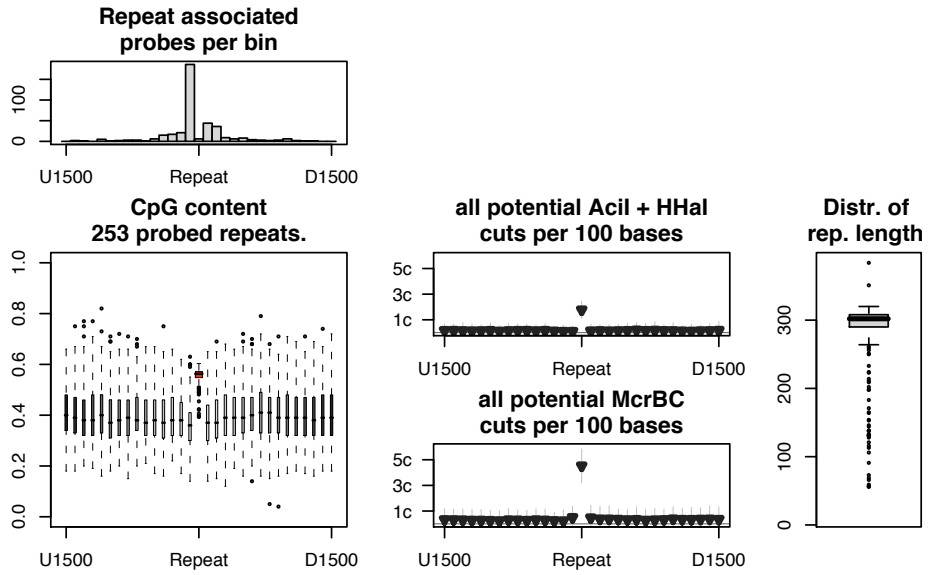 Repeat associated
probes per bin
100
0
U1500 Repeat D1500
CpG content
253 probed repeats.
1.0
0.8
0.6
0.4
0.2
0.0
U1500 Repeat D1500
all potential AciI + HHaI
cuts per 100 bases
5c
3c
1c
U1500 Repeat D1500
all potential McrBC
cuts per 100 bases
5c
3c
1c
U1500 Repeat D1500
Distr. of
rep. length
300
200
100
0